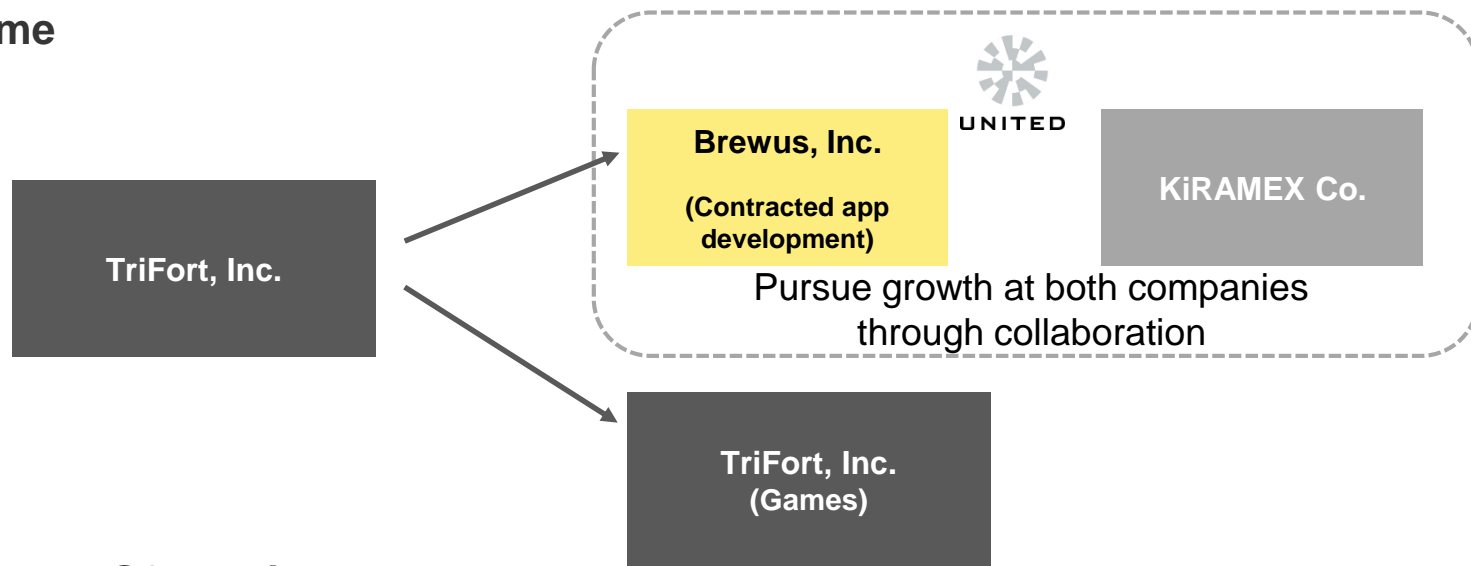 me
UNITED
Brewus, Inc.
(Contracted app
development)
KiRAMEX Co.
TriFort, Inc.
Pursue growth at both companies
through collaboration
TriFort, Inc.
(Games)